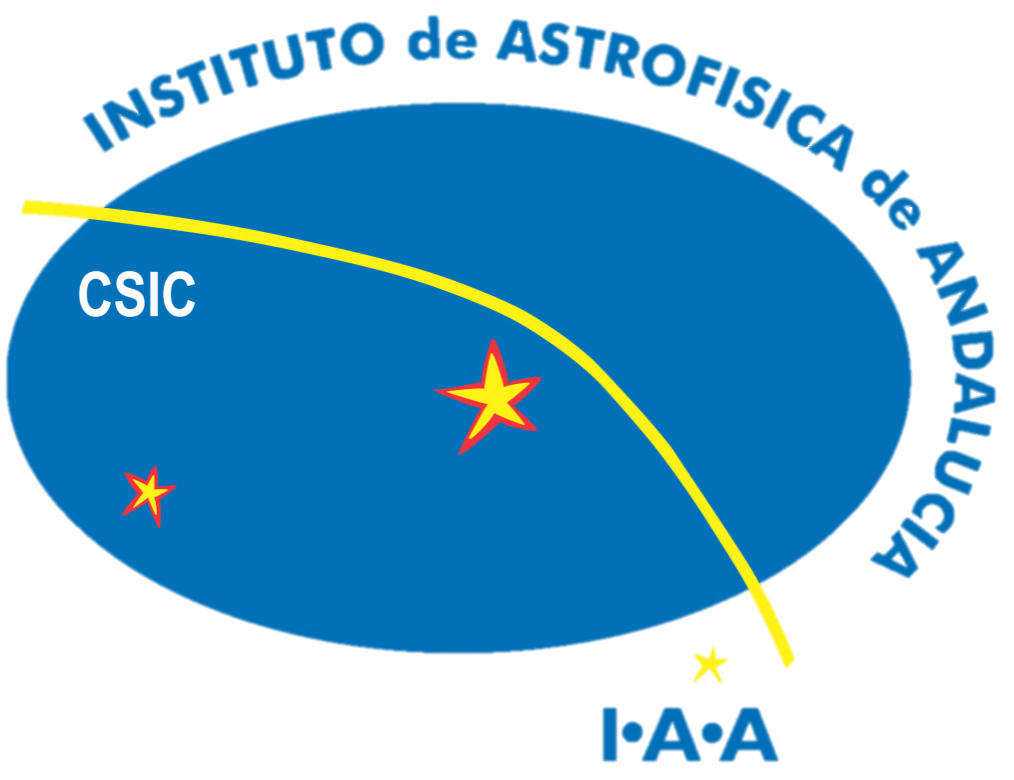 INSTITUTO de ASTROFISICA de ANDALUCIA
CSIC
I•A•A